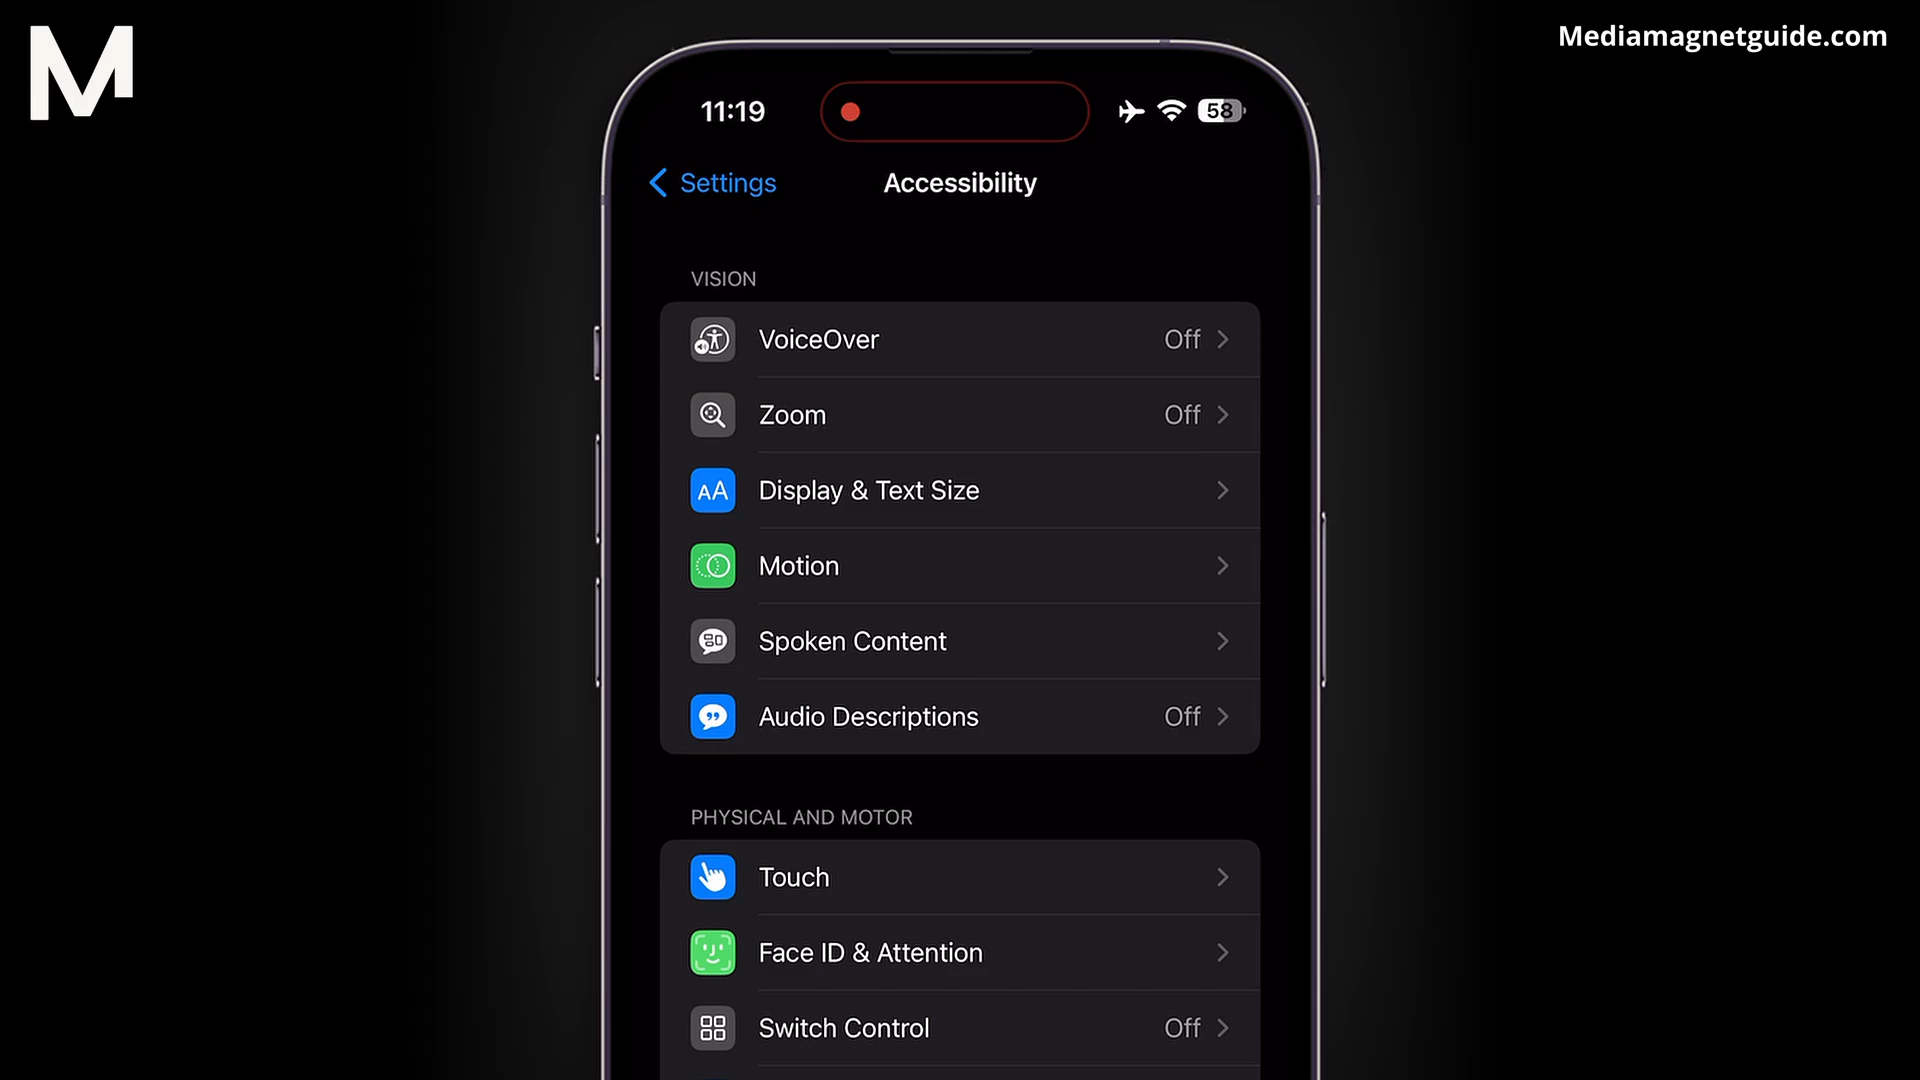 M
Mediamagnetguide.com
11:19
58
Settings
Accessibility
VISION
VoiceOver Off
Zoom Off
AA Display & Text Size
Motion
Spoken Content
Audio Descriptions Off
PHYSICAL AND MOTOR
Touch
Face ID & Attention
Switch Control Off